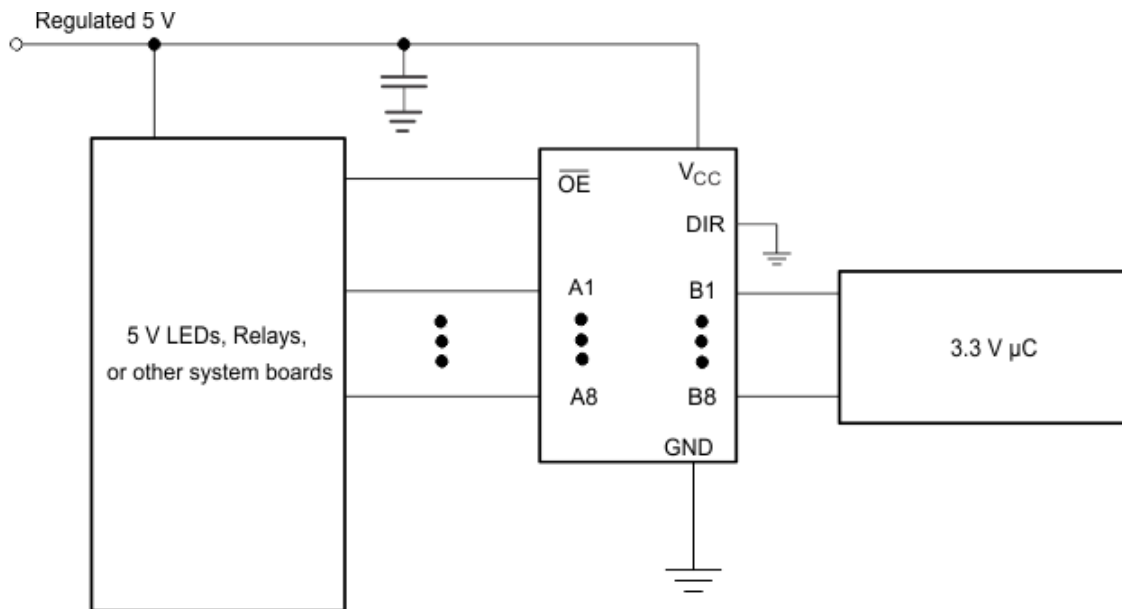 Regulated 5 V
OE
VCC
DIR
A1
B1
5 V LEDs, Relays,
or other system boards
3.3 V µC
A8
B8
GND